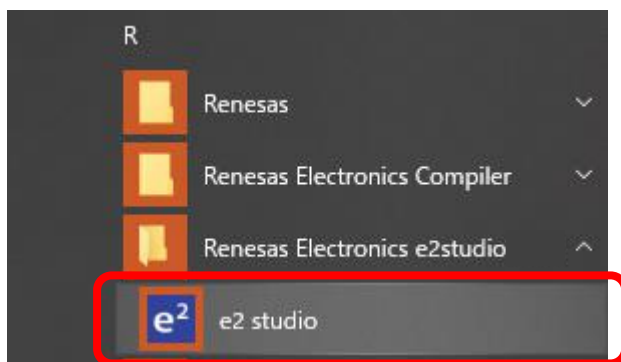 R
Renesas
Renesas Electronics Compiler
Renesas Electronics e2studio
e² e2 studio